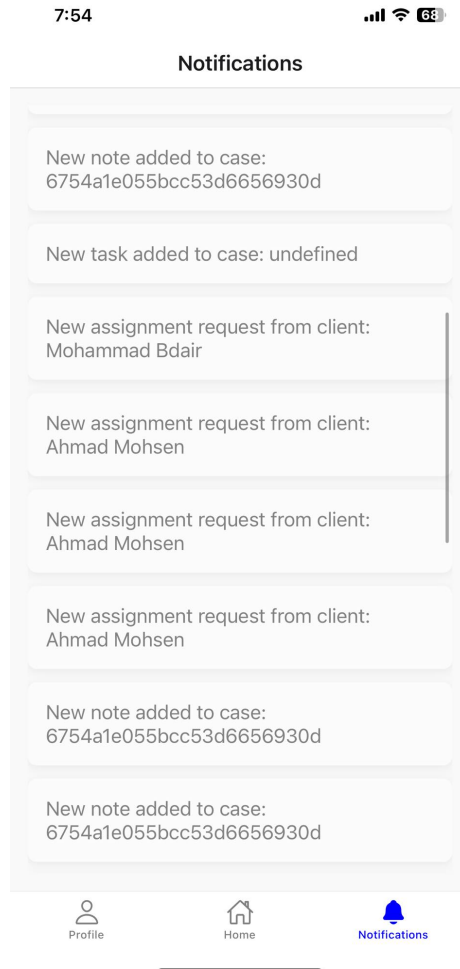 7:54
68
Notifications
New note added to case:
6754a1e055bcc53d6656930d
New task added to case: undefined
New assignment request from client:
Mohammad Bdair
New assignment request from client:
Ahmad Mohsen
New assignment request from client:
Ahmad Mohsen
New assignment request from client:
Ahmad Mohsen
New note added to case:
6754a1e055bcc53d6656930d
New note added to case:
6754a1e055bcc53d6656930d
Profile
Home
Notifications